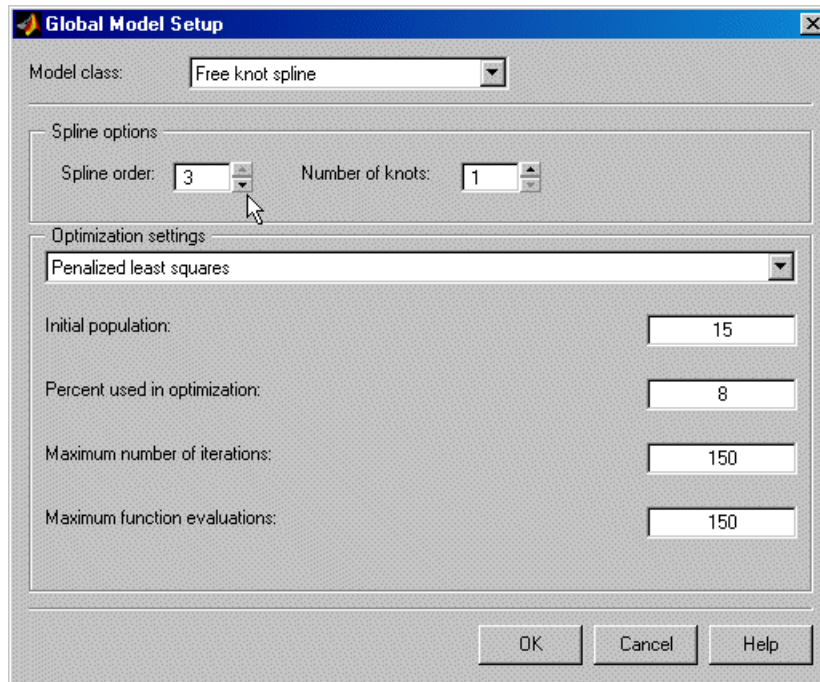 Global Model Setup
Model class: Free knot spline
Spline options
Spline order: 3 Number of knots: 1
Optimization settings
Penalized least squares
Initial population: 15
Percent used in optimization: 8
Maximum number of iterations: 150
Maximum function evaluations: 150
OK Cancel Help